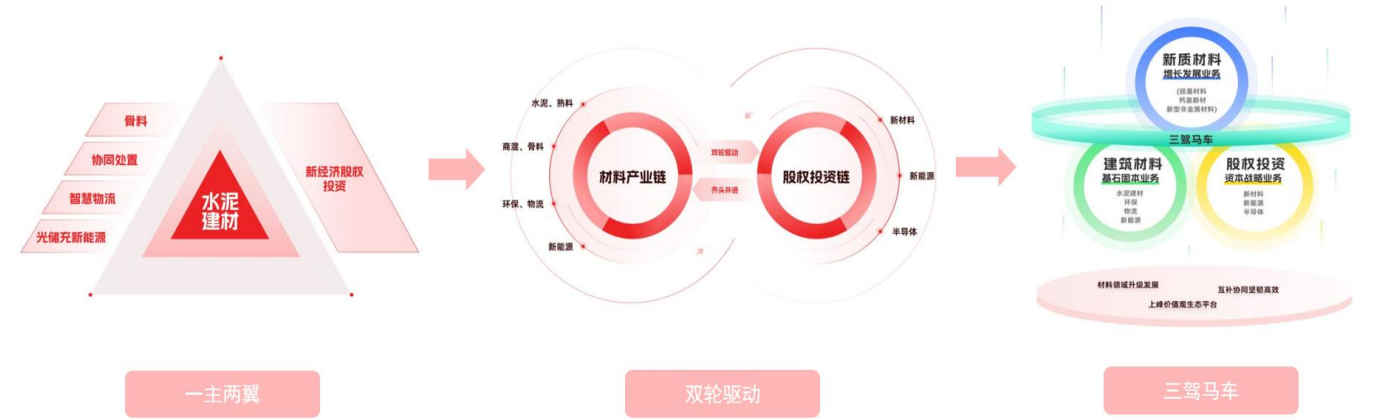 骨料
协同处置
智慧物流
光储充新能源
水泥
建材
新经济股权
投资
一主两翼
水泥、熟料
商混、骨料
环保、物流
新能源
材料产业链
双轮驱动
齐头并进
股权投资链
新材料
新能源
半导体
双轮驱动
新质材料
增长发展业务
(硅基材料
钙基新材
新型非金属材料)
三驾马车
建筑材料
基石固本业务
水泥建材
环保
物流
新能源
股权投资
资本战略业务
新材料
新能源
半导体
材料领域升级发展
互补协同坚韧高效
上峰价值观生态平台
三驾马车